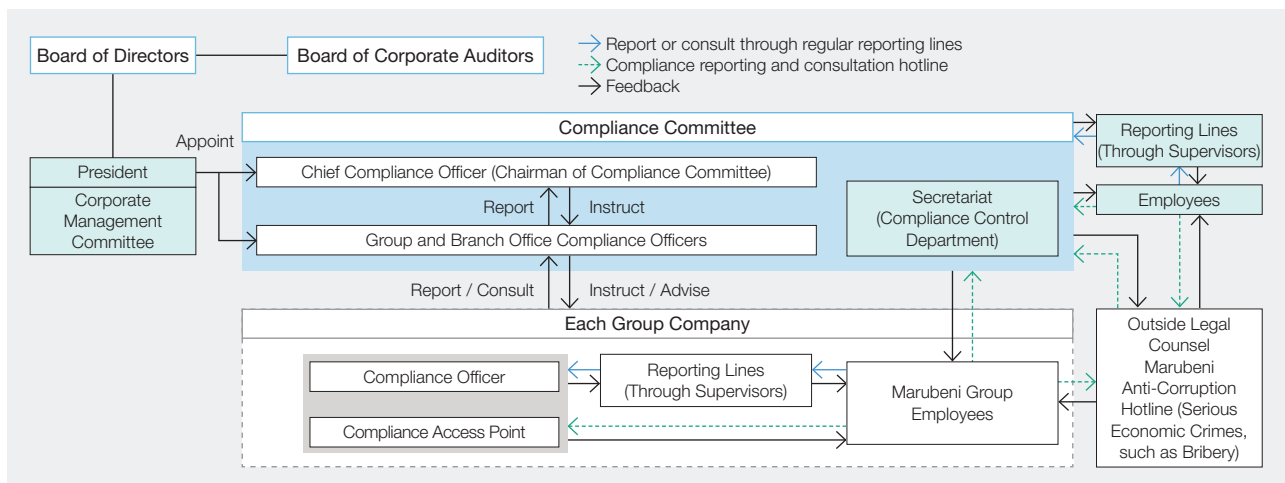 Board of Directors
Board of Corporate Auditors
Report or consult through regular reporting lines
Compliance reporting and consultation hotline
Feedback
Appoint
President
Corporate
Management
Committee
Compliance Committee
Chief Compliance Officer (Chairman of Compliance Committee)
Report
Instruct
Group and Branch Office Compliance Officers
Secretariat
(Compliance Control
Department)
Reporting Lines
(Through Supervisors)
Employees
Report / Consult
Instruct / Advise
Each Group Company
Compliance Officer
Reporting Lines
(Through Supervisors)
Compliance Access Point
Marubeni Group
Employees
Outside Legal
Counsel
Marubeni
Anti-Corruption
Hotline (Serious
Economic Crimes,
such as Bribery)